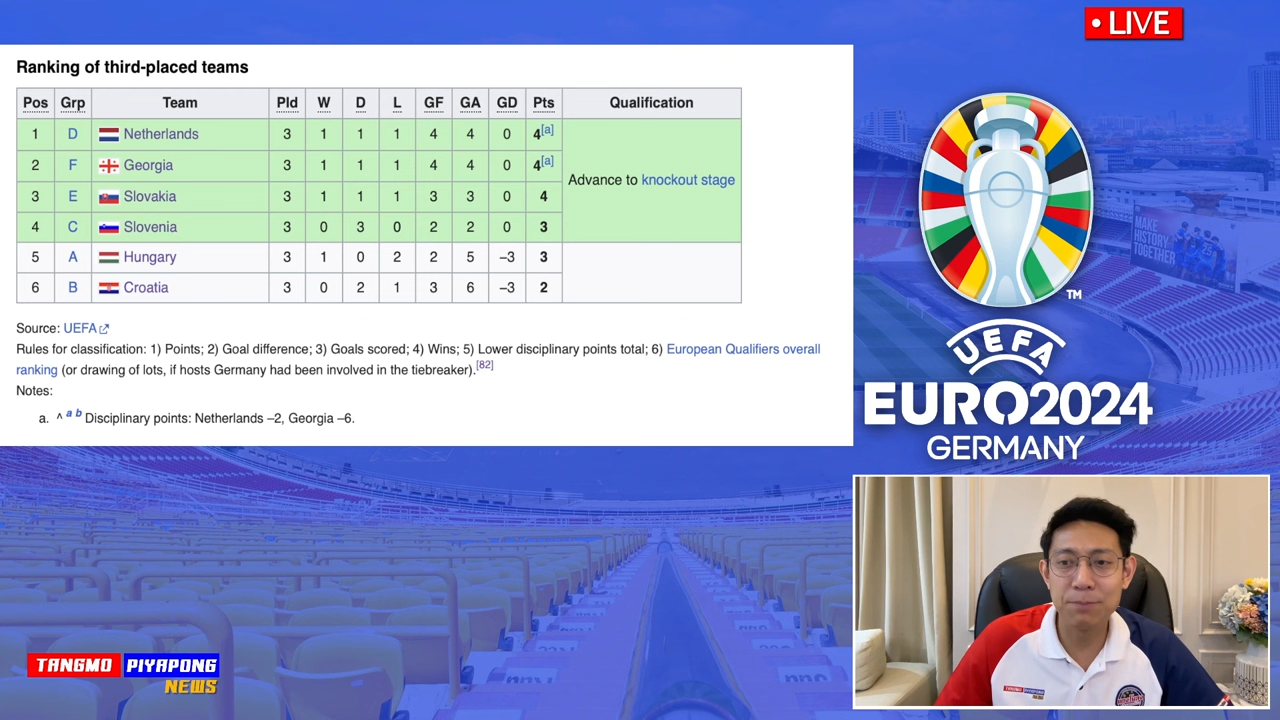 • LIVE
Ranking of third-placed teams
Pos Grp Team Pld W D L GF GA GD Pts Qualification
1 D Netherlands 3 1 1 1 4 4 0 4[a]
2 F Georgia 3 1 1 1 4 4 0 4[a]
Advance to knockout stage
3 E Slovakia 3 1 1 1 3 3 0 4
4 C Slovenia 3 0 3 0 2 2 0 3
5 A Hungary 3 1 0 2 2 5 −3 3
6 B Croatia 3 0 2 1 3 6 −3 2
Source: UEFA
Rules for classification: 1) Points; 2) Goal difference; 3) Goals scored; 4) Wins; 5) Lower disciplinary points total; 6) European Qualifiers overall
ranking (or drawing of lots, if hosts Germany had been involved in the tiebreaker).[82]
Notes:
a. ^ a b Disciplinary points: Netherlands −2, Georgia −6.
MAKE
HISTORY
TOGETHER
TM
UEFA
EURO2024
GERMANY
TANGMO PIYAPONG
NEWS
TANGMO PIYAPONG